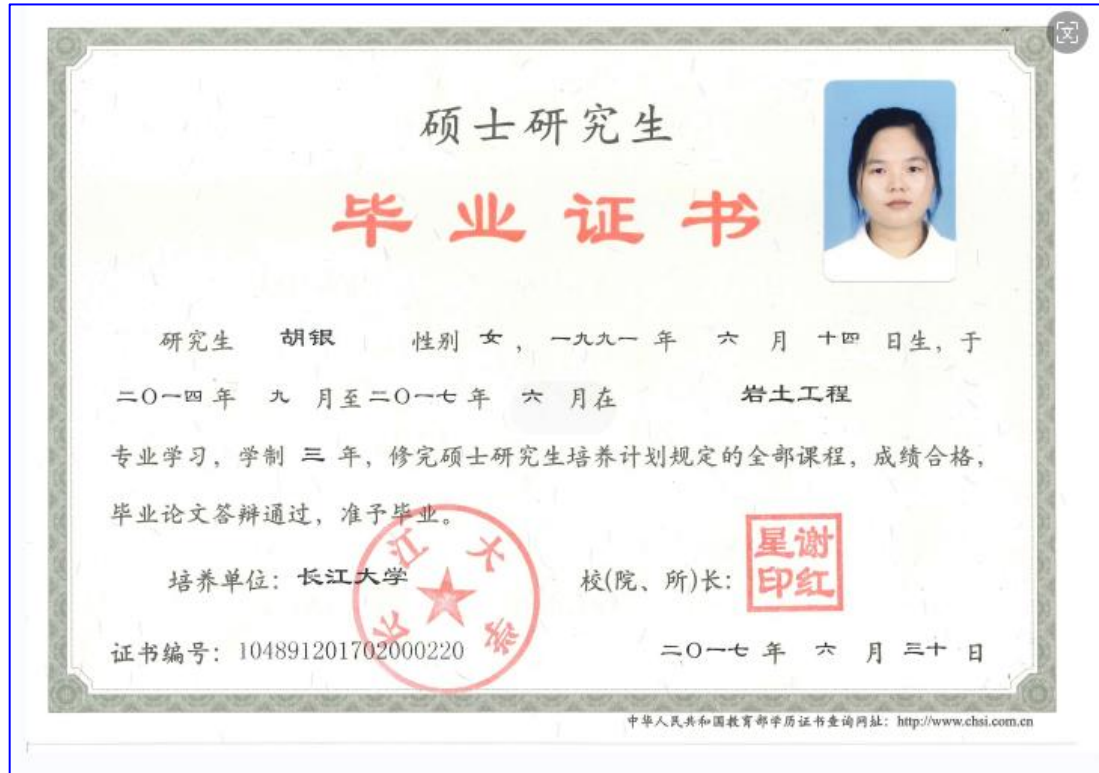 硕士研究生
毕业证书
研究生 胡银 性别 女，一九九一 年 六 月 十四 日生，于
二〇一四 年 九 月至 二〇一七 年 六 月在 岩土工程
专业学习，学制 三 年，修完硕士研究生培养计划规定的全部课程，成绩合格，
毕业论文答辩通过，准予毕业。
培养单位：长江大学
长江大学
校(院、所)长：
谢红星印
证书编号：104891201702000220
二〇一七 年 六 月 三十 日
中华人民共和国教育部学历证书查询网址：http://www.chsi.com.cn